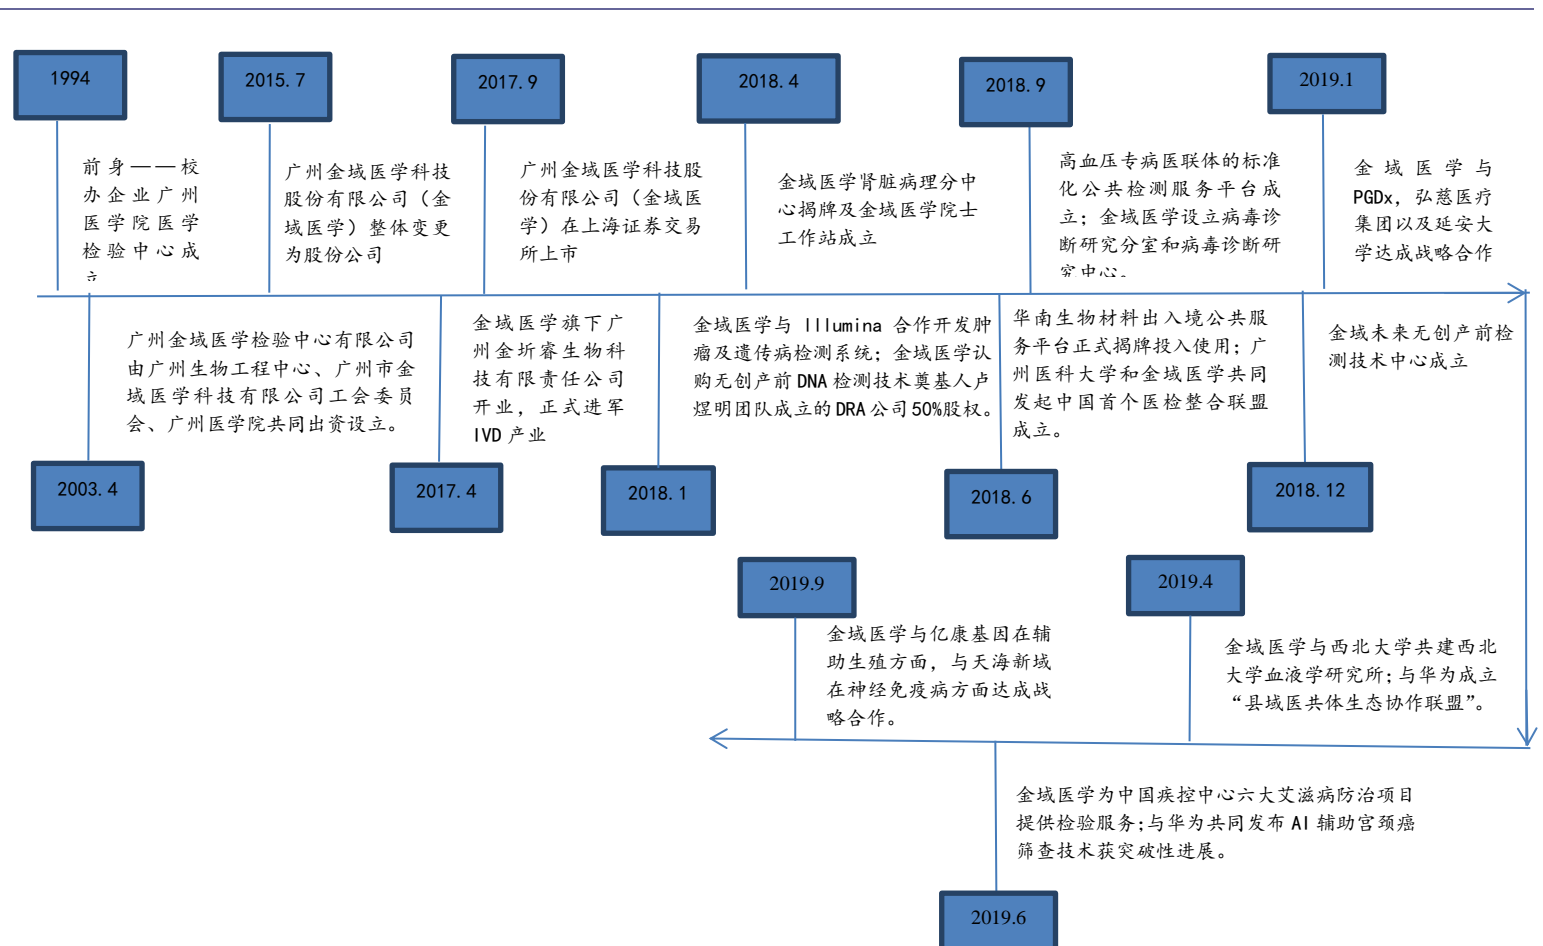 1994
前身——校
办企业广州
医学院医学
检验中心成
立
2015.7
广州金域医学科技
股份有限公司（金
域医学）整体变更
为股份公司
2017.9
广州金域医学科技股
份有限公司（金域医
学）在上海证券交易
所上市
2018.4
金域医学肾脏病理分中
心揭牌及金域医学院士
工作站成立
2018.9
高血压专病医联体的标准
化公共检测服务平台成
立；金域医学设立病毒诊
断研究分室和病毒诊断研
究中心。
2019.1
金域医学与
PGDx，弘慈医疗
集团以及延安大
学达成战略合作
广州金域医学检验中心有限公司
由广州生物工程中心、广州市金
域医学科技有限公司工会委员
会、广州医学院共同出资设立。
2003.4
金域医学旗下广
州金圻睿生物科
技有限责任公司
开业，正式进军
IVD 产业
2017.4
金域医学与 Illumina 合作开发肿
瘤及遗传病检测系统；金域医学认
购无创产前 DNA 检测技术奠基人卢
煜明团队成立的 DRA 公司 50%股权。
2018.1
华南生物材料出入境公共服
务平台正式揭牌投入使用；广
州医科大学和金域医学共同
发起中国首个医检整合联盟
成立。
2018.6
金域未来无创产前检
测技术中心成立
2018.12
2019.4
金域医学与西北大学共建西北
大学血液学研究所；与华为成立
“县域医共体生态协作联盟”。
2019.9
金域医学与亿康基因在辅
助生殖方面，与天海新域
在神经免疫病方面达成战
略合作。
金域医学为中国疾控中心六大艾滋病防治项目
提供检验服务；与华为共同发布 AI 辅助宫颈癌
筛查技术获突破性进展。
2019.6